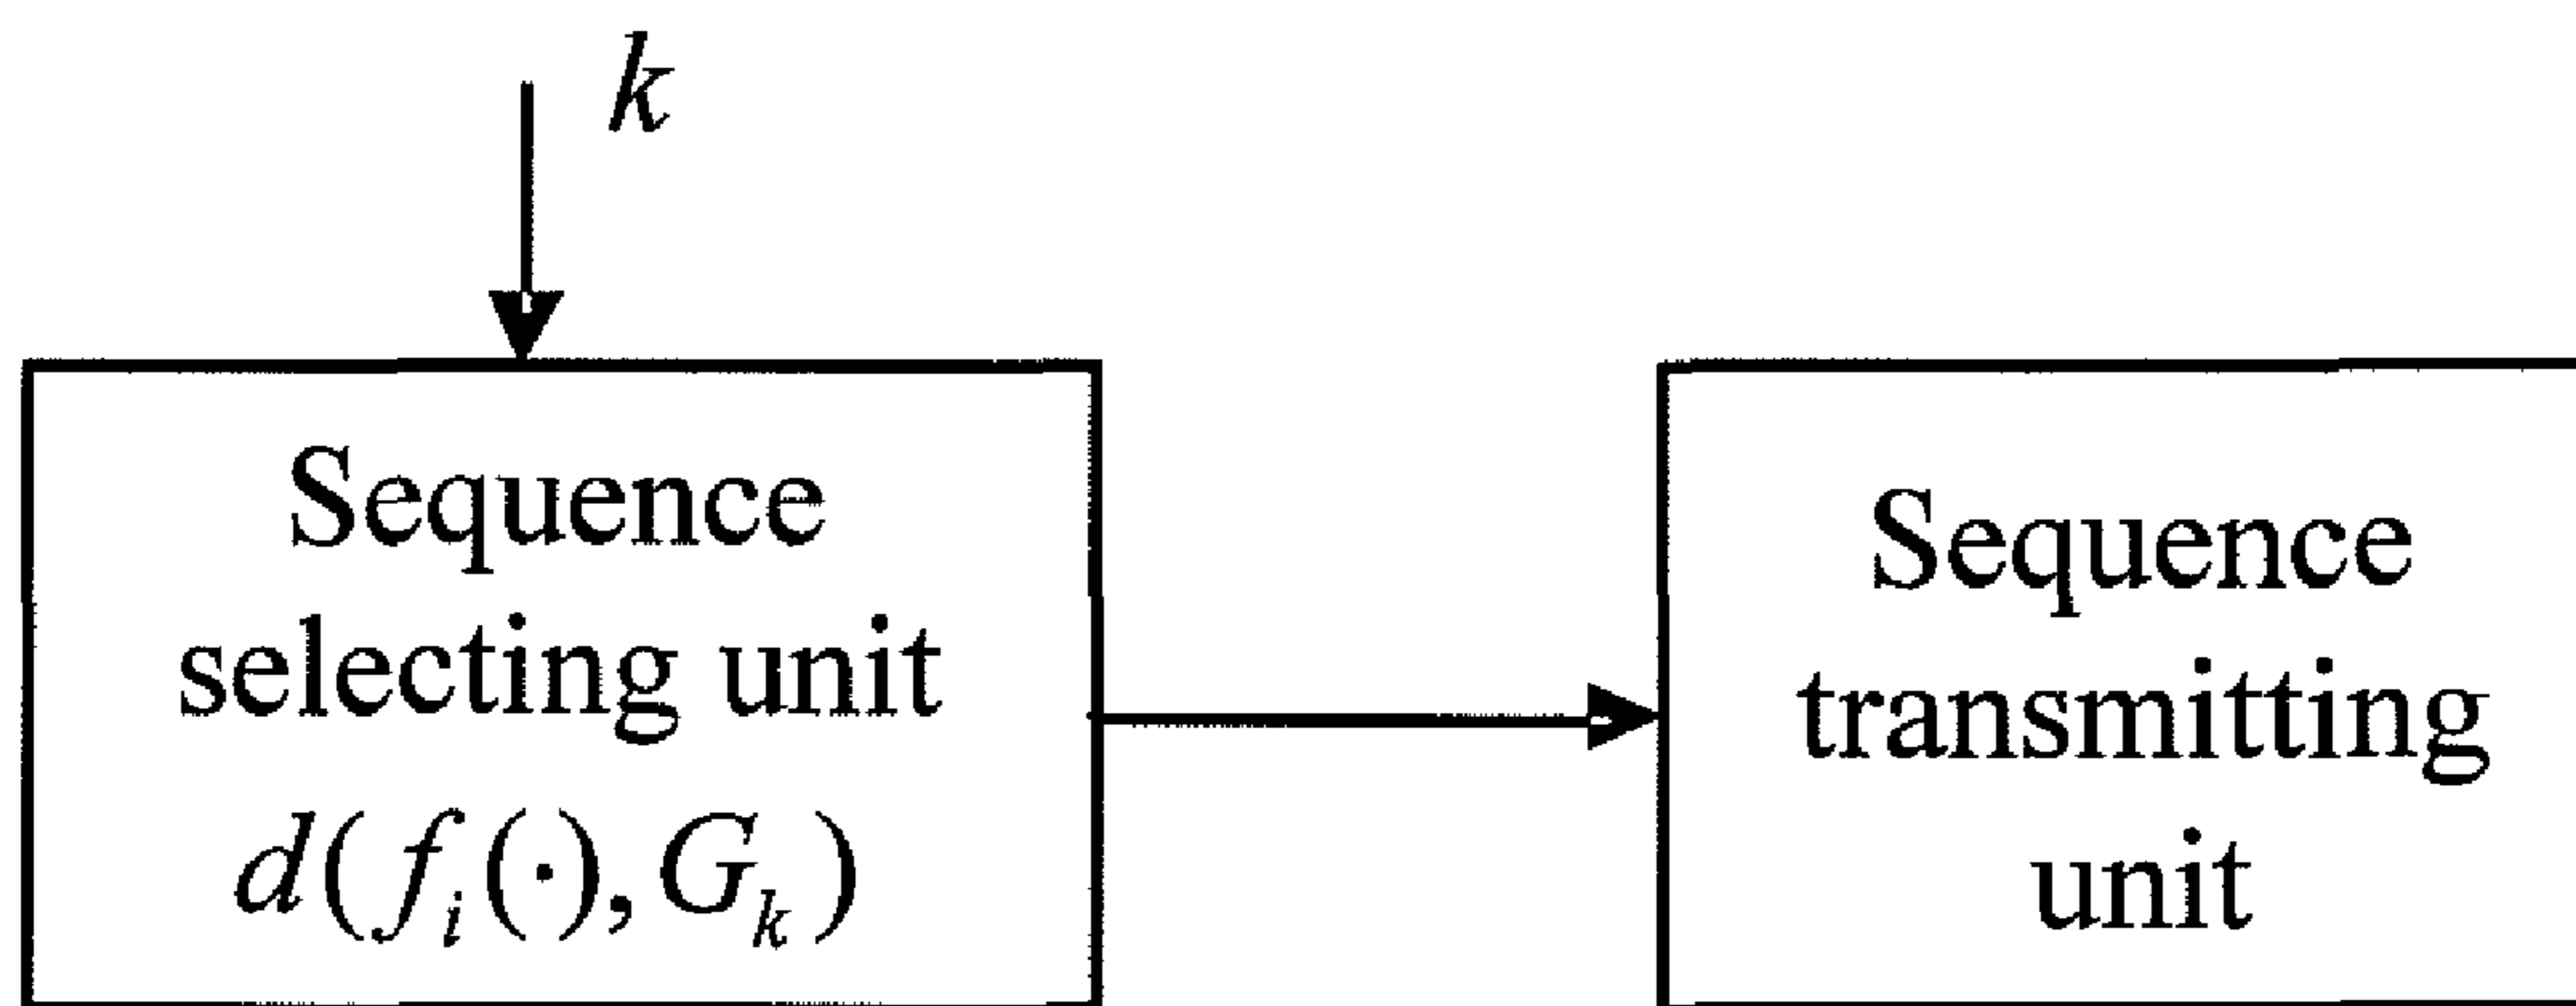 k
Sequence
selecting unit
d(f_i(·), G_k)
Sequence
transmitting
unit